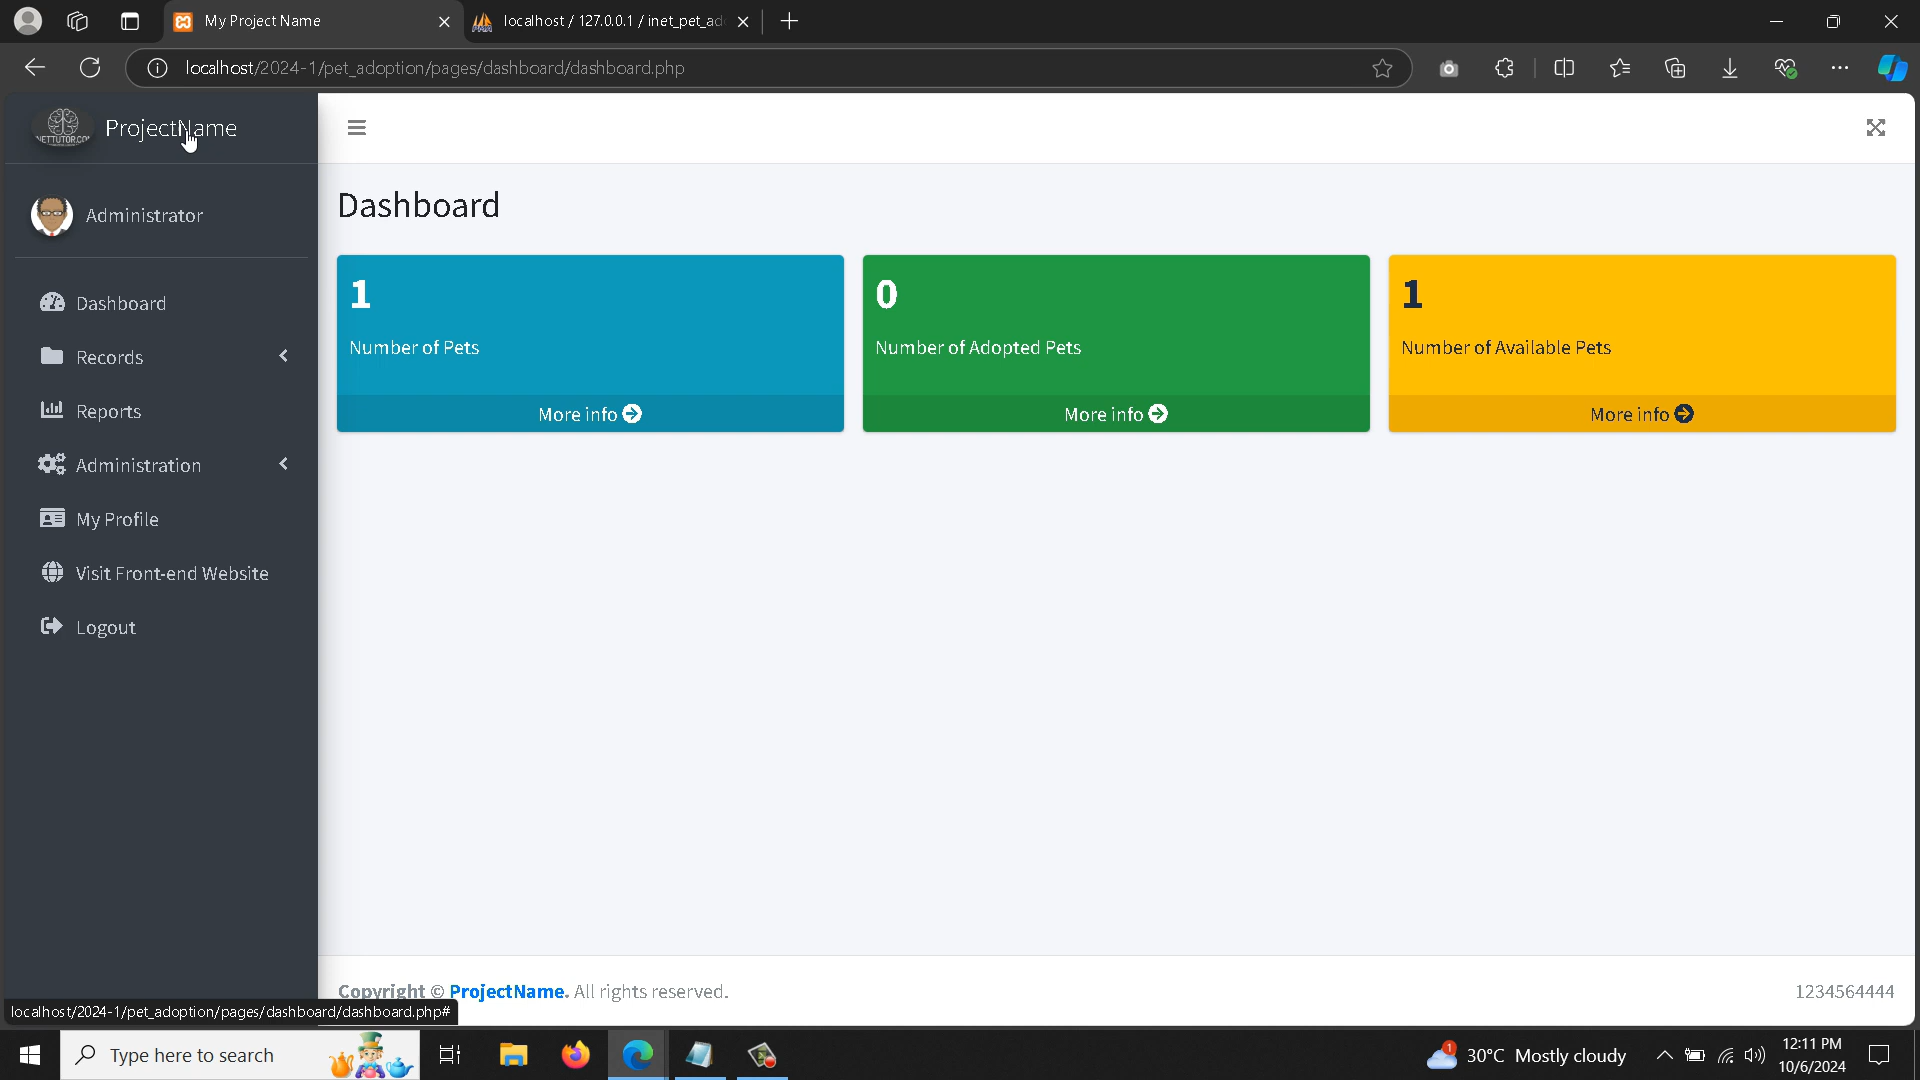 My Project Name
localhost / 127.0.0.1 / inet_pet_ad
localhost/2024-1/pet_adoption/pages/dashboard/dashboard.php
NETTUTOR.CO
ProjectName
Administrator
Dashboard
Records
Reports
Administration
My Profile
Visit Front-end Website
Logout
Dashboard
1
Number of Pets
More info
0
Number of Adopted Pets
More info
1
Number of Available Pets
More info
Copyright © ProjectName. All rights reserved.
1234564444
localhost/2024-1/pet_adoption/pages/dashboard/dashboard.php#
Type here to search
1
30°C Mostly cloudy
12:11 PM
10/6/2024